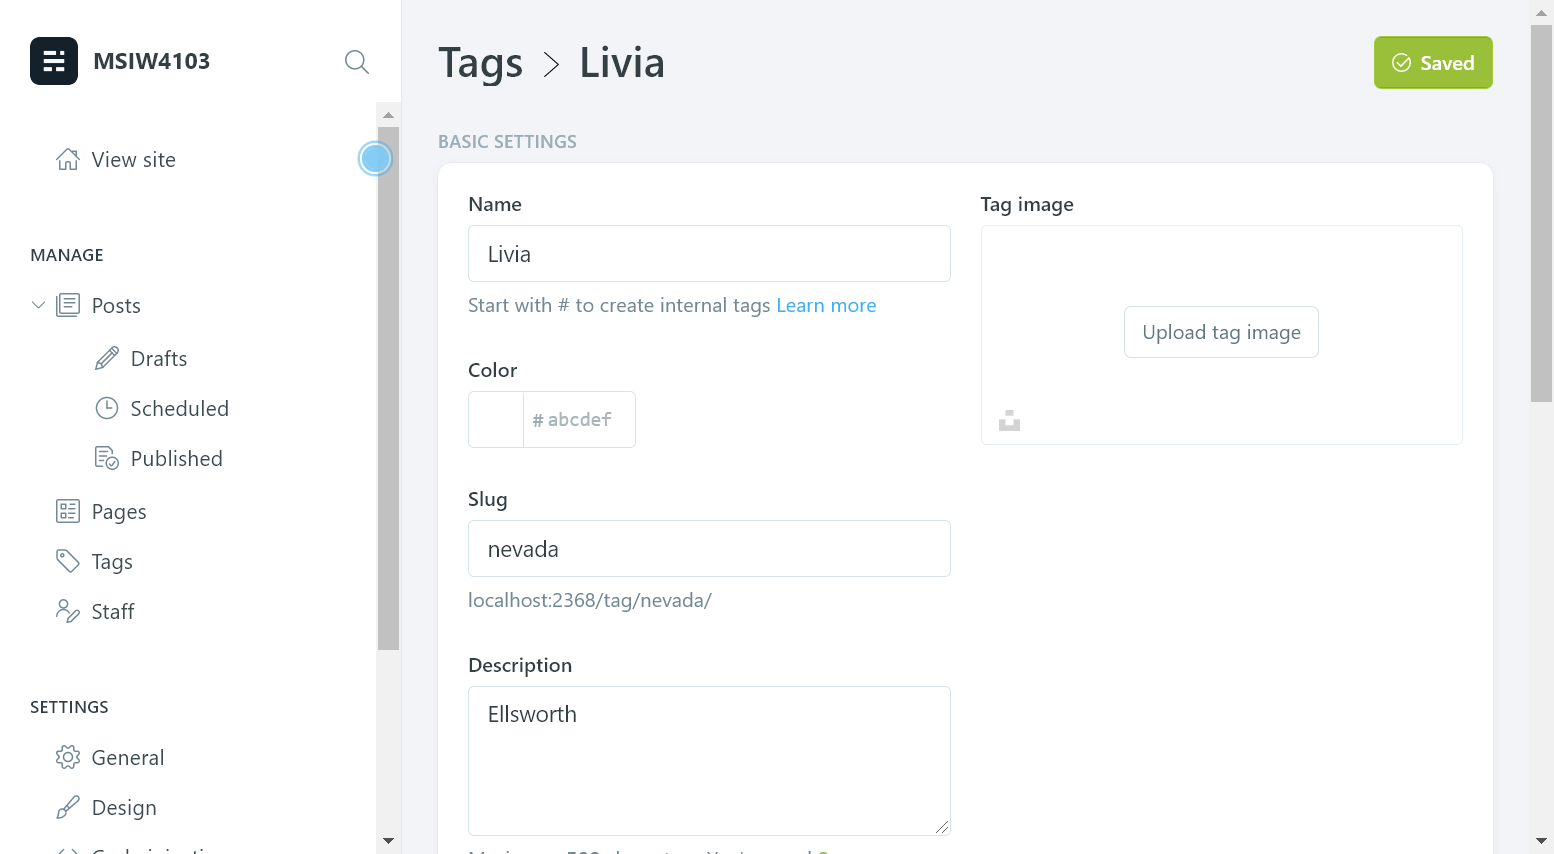 MSIW4103
View site
MANAGE
Posts
Drafts
Scheduled
Published
Pages
Tags
Staff
SETTINGS
General
Design
Tags > Livia
Saved
BASIC SETTINGS
Name
Livia
Start with # to create internal tags Learn more
Color
# abcdef
Slug
nevada
localhost:2368/tag/nevada/
Description
Ellsworth
Tag image
Upload tag image